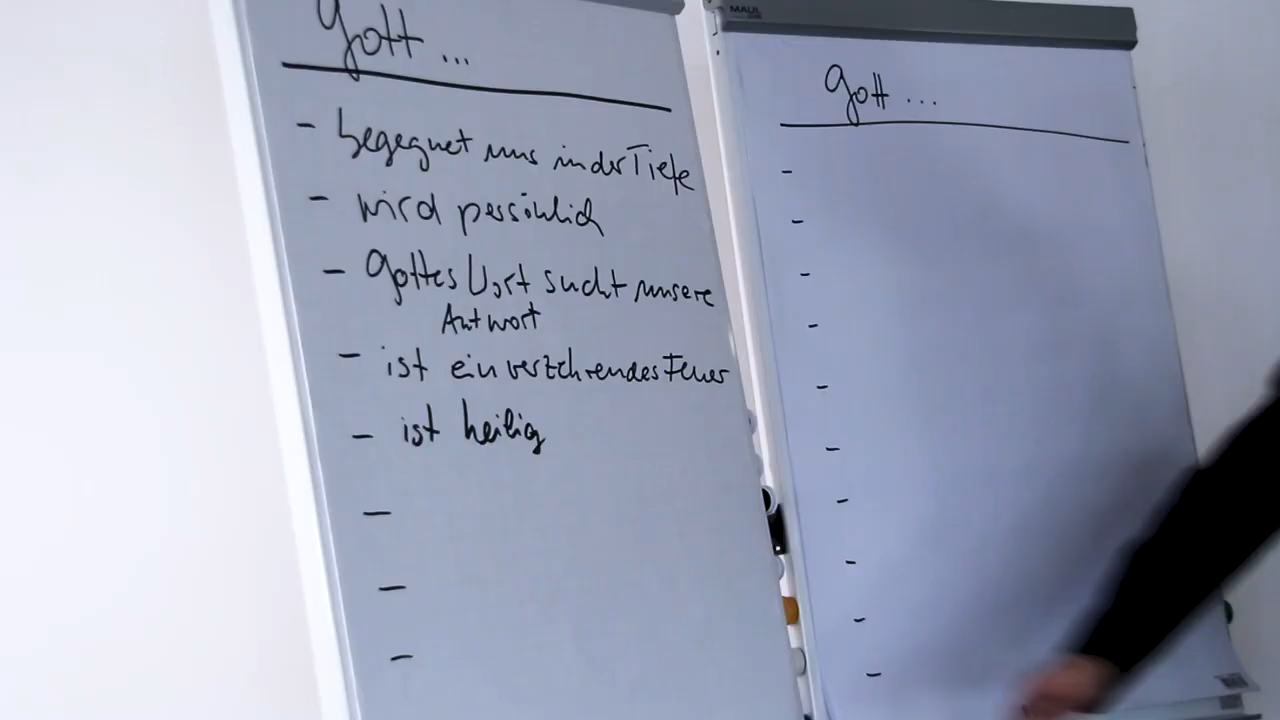 Gott ...
- begegnet uns in der Tiefe
- wird persönlich
- Gottes Wort sucht unsere
Antwort
- ist ein verzehrendes Feuer
- ist heilig
-
-
-
MAUL
Gott ...
-
-
-
-
-
-
-
-
-
-